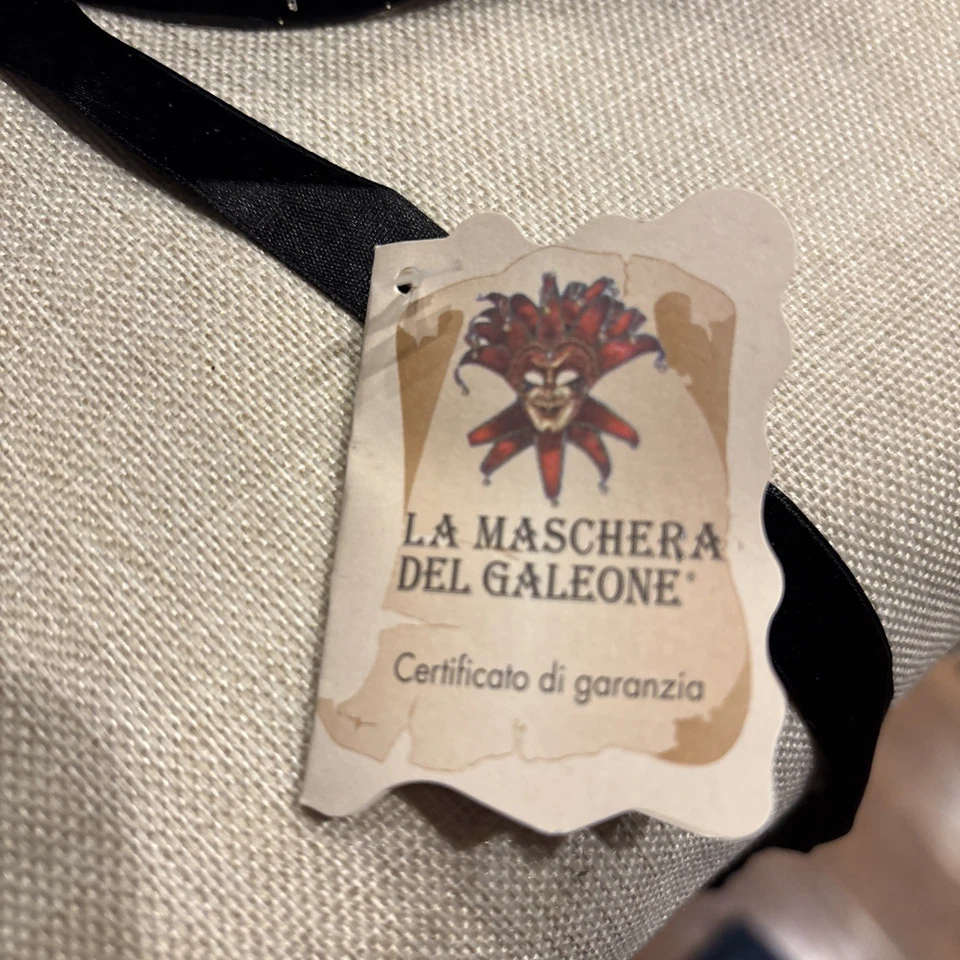 LA MASCHERA
DEL GALEONE®
Certificato di garanzia